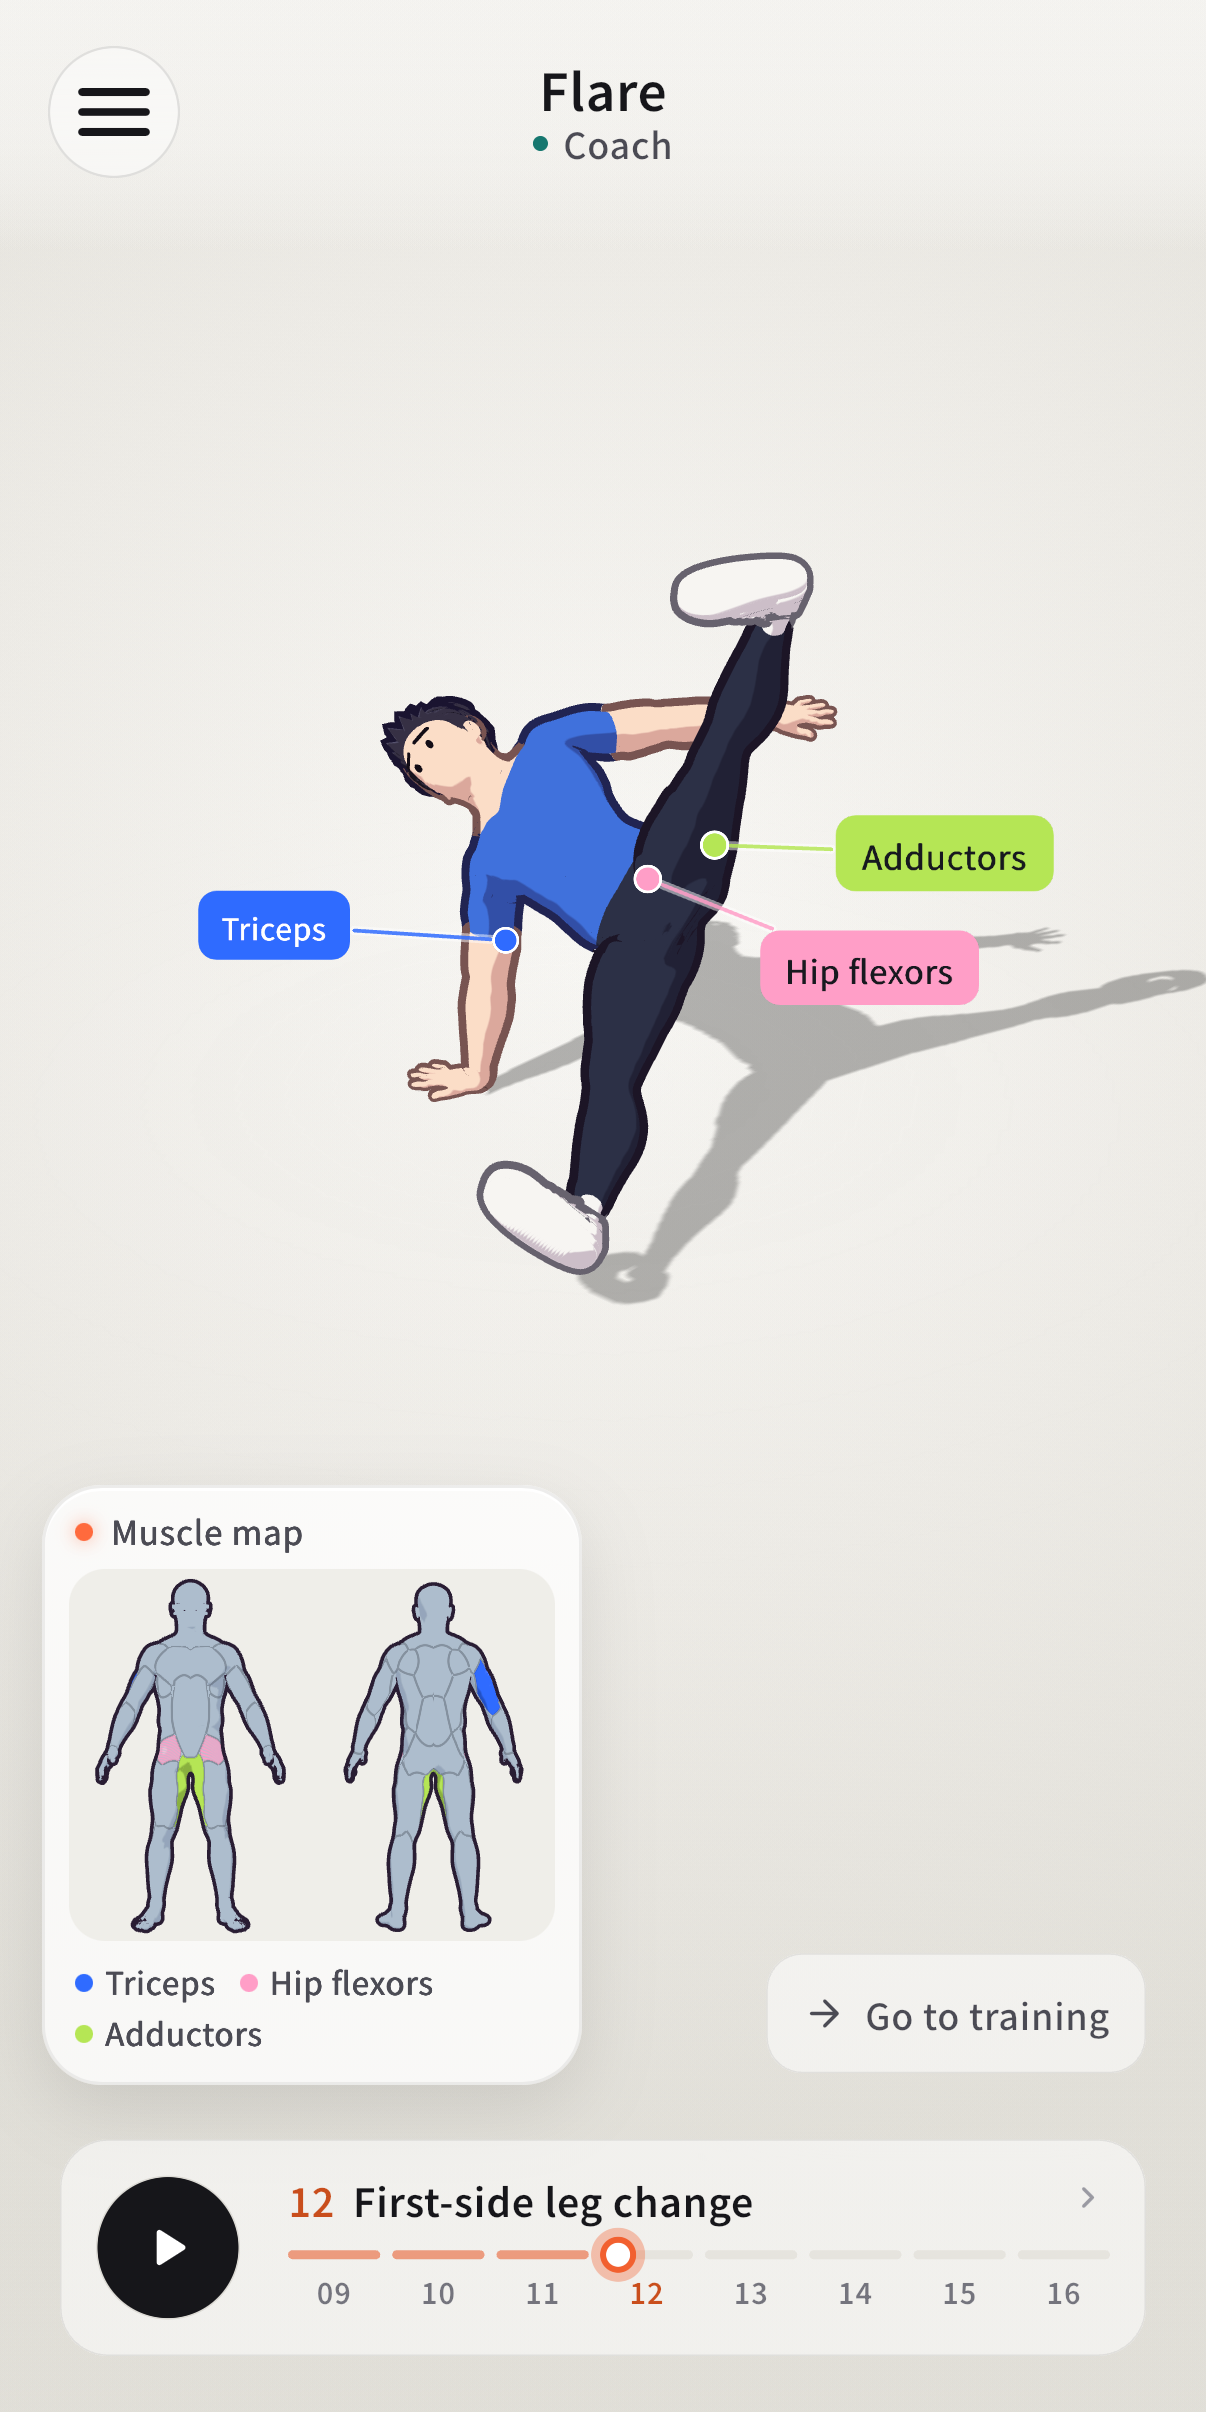 Flare
Coach
Adductors
Triceps
Hip flexors
Muscle map
Triceps
Hip flexors
Adductors
Go to training
12 First-side leg change
09 10 11 12 13 14 15 16